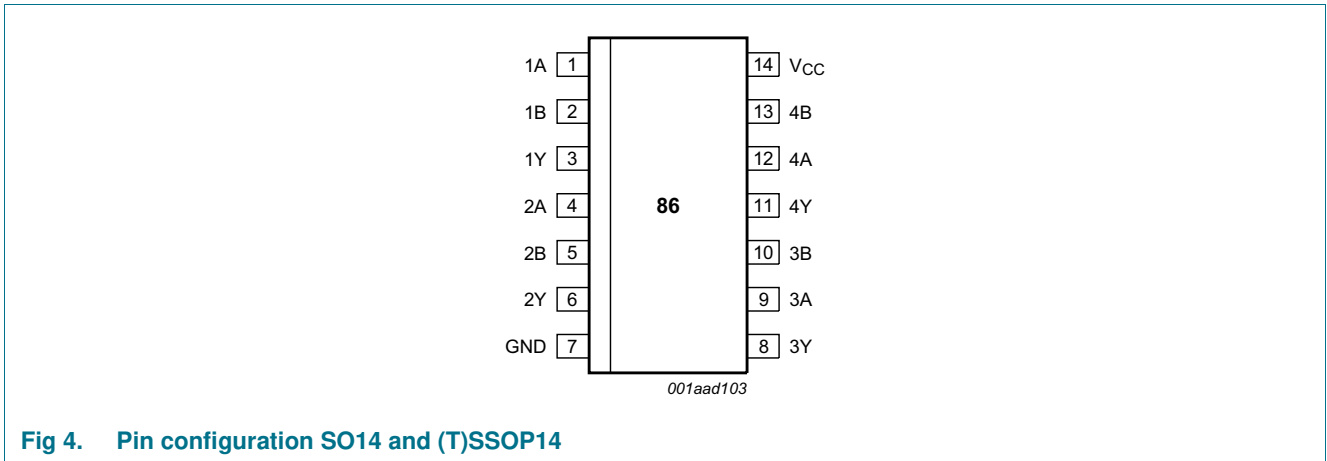 1A 1 14 VCC
1B 2 13 4B
1Y 3 12 4A
2A 4 86 11 4Y
2B 5 10 3B
2Y 6 9 3A
GND 7 8 3Y
001aad103
Fig 4. Pin configuration SO14 and (T)SSOP14